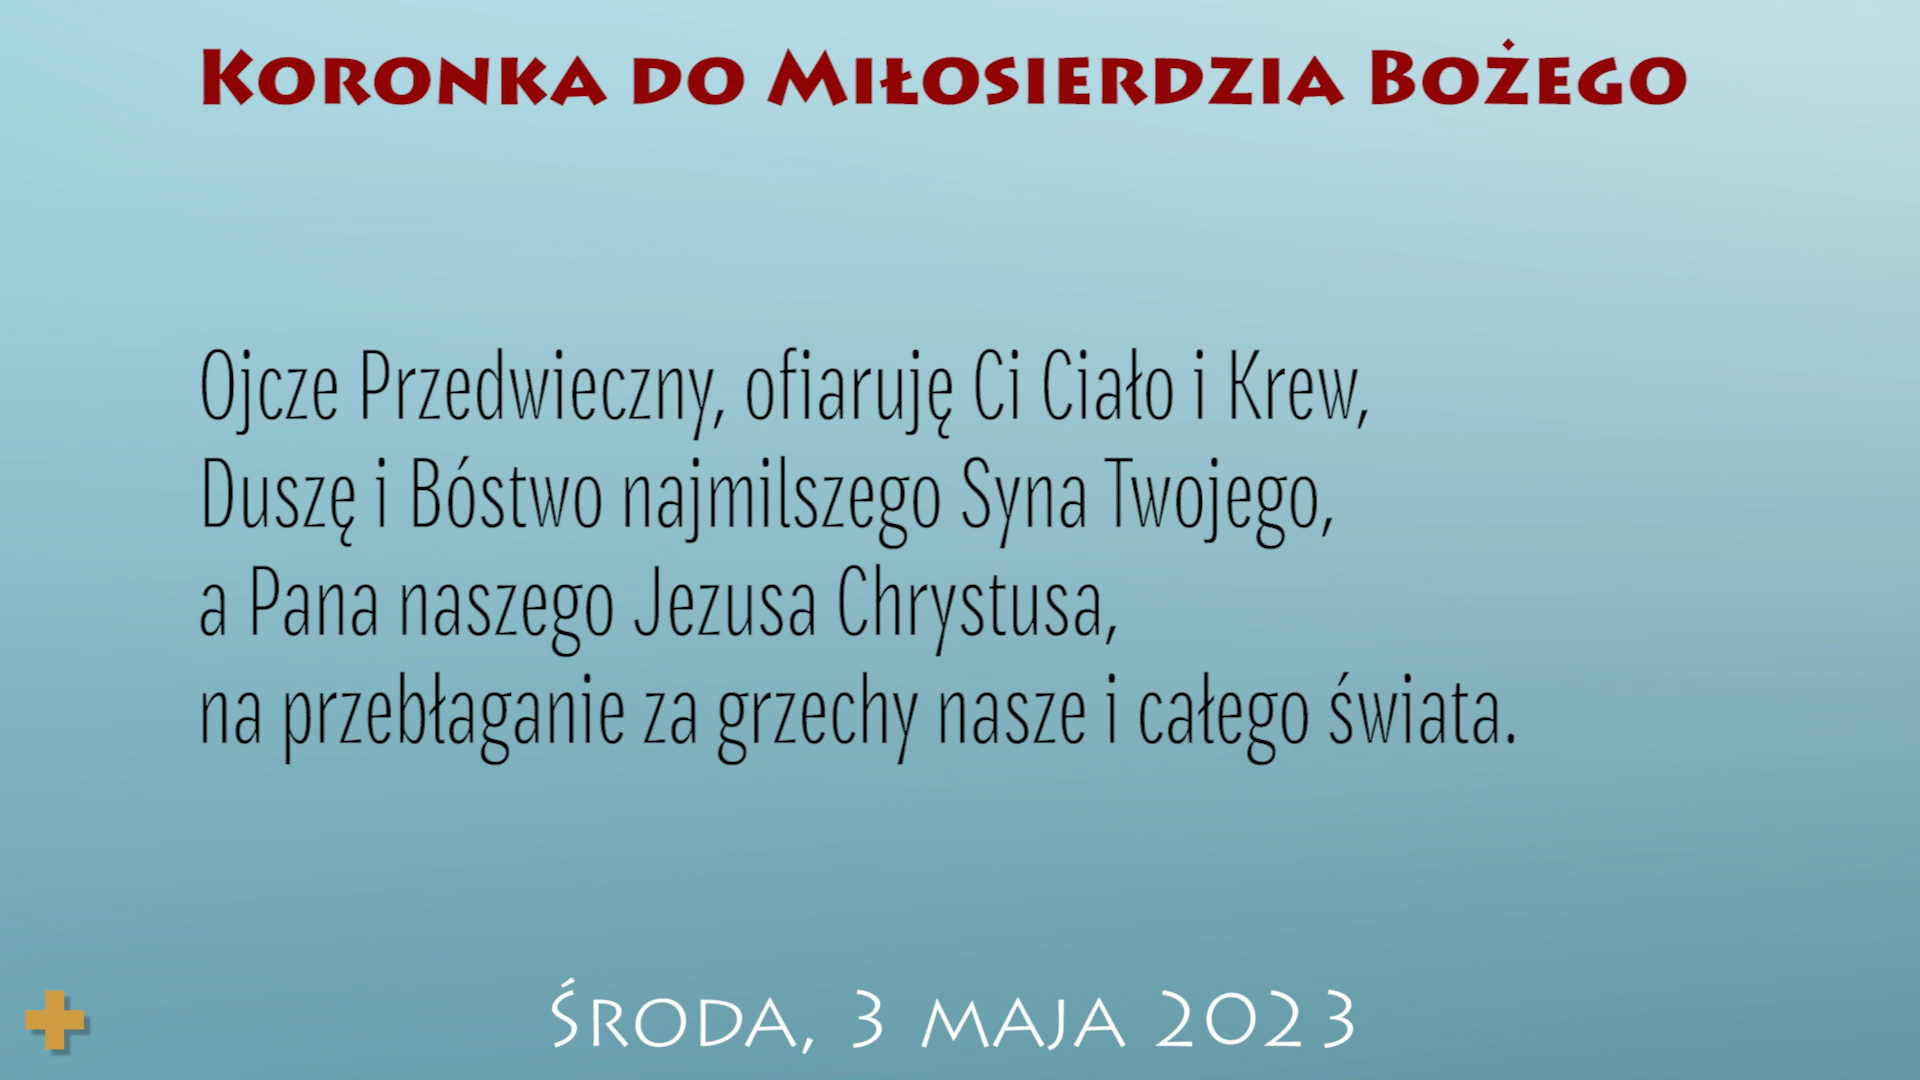 Koronka do Miłosierdzia Bożego
Ojcze Przedwieczny, ofiaruję Ci Ciało i Krew,
Duszę i Bóstwo najmilszego Syna Twojego,
a Pana naszego Jezusa Chrystusa,
na przebłaganie za grzechy nasze i całego świata.
Środa, 3 maja 2023